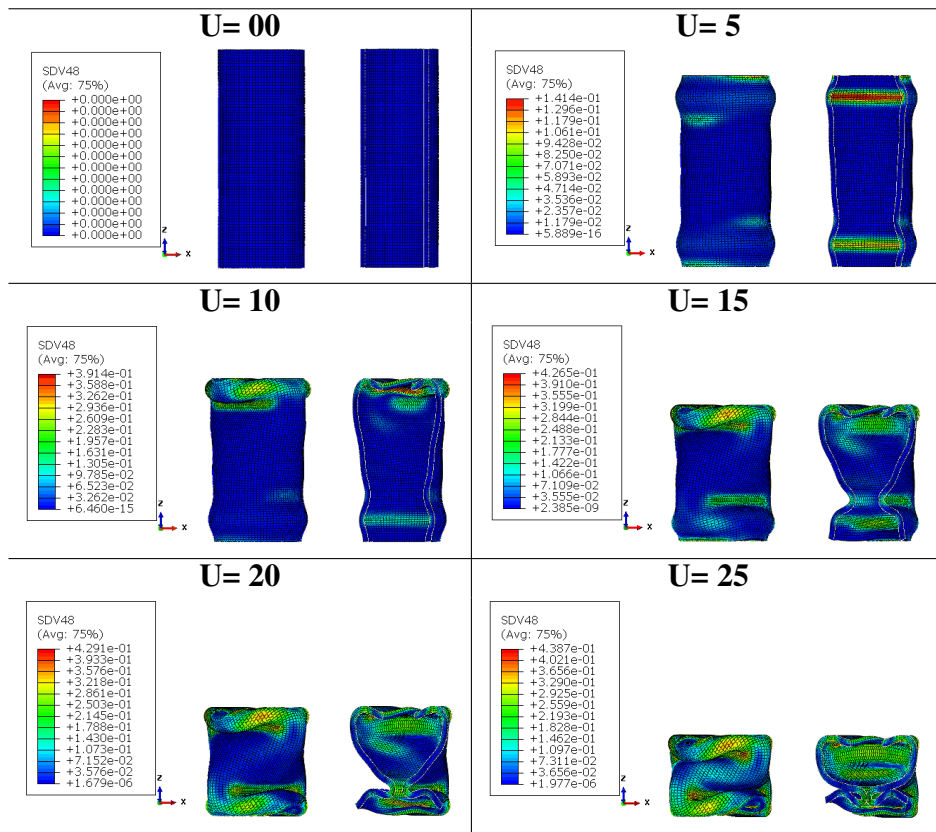 U= 00
SDV48
(Avg: 75%)
+0.000e+00
+0.000e+00
+0.000e+00
+0.000e+00
+0.000e+00
+0.000e+00
+0.000e+00
+0.000e+00
+0.000e+00
+0.000e+00
+0.000e+00
+0.000e+00
+0.000e+00
z
x
U= 5
SDV48
(Avg: 75%)
+1.414e-01
+1.296e-01
+1.179e-01
+1.061e-01
+9.428e-02
+8.250e-02
+7.071e-02
+5.893e-02
+4.714e-02
+3.536e-02
+2.357e-02
+1.179e-02
+5.889e-16
z
x
U= 10
SDV48
(Avg: 75%)
+3.914e-01
+3.588e-01
+3.262e-01
+2.936e-01
+2.609e-01
+2.283e-01
+1.957e-01
+1.631e-01
+1.305e-01
+9.785e-02
+6.523e-02
+3.262e-02
+6.460e-15
z
x
U= 15
SDV48
(Avg: 75%)
+4.265e-01
+3.910e-01
+3.555e-01
+3.199e-01
+2.844e-01
+2.488e-01
+2.133e-01
+1.777e-01
+1.422e-01
+1.066e-01
+7.109e-02
+3.555e-02
+2.385e-09
z
x
U= 20
SDV48
(Avg: 75%)
+4.291e-01
+3.933e-01
+3.576e-01
+3.218e-01
+2.861e-01
+2.503e-01
+2.145e-01
+1.788e-01
+1.430e-01
+1.073e-01
+7.152e-02
+3.576e-02
+1.679e-06
z
x
U= 25
SDV48
(Avg: 75%)
+4.387e-01
+4.021e-01
+3.656e-01
+3.290e-01
+2.925e-01
+2.559e-01
+2.193e-01
+1.828e-01
+1.462e-01
+1.097e-01
+7.311e-02
+3.656e-02
+1.977e-06
z
x